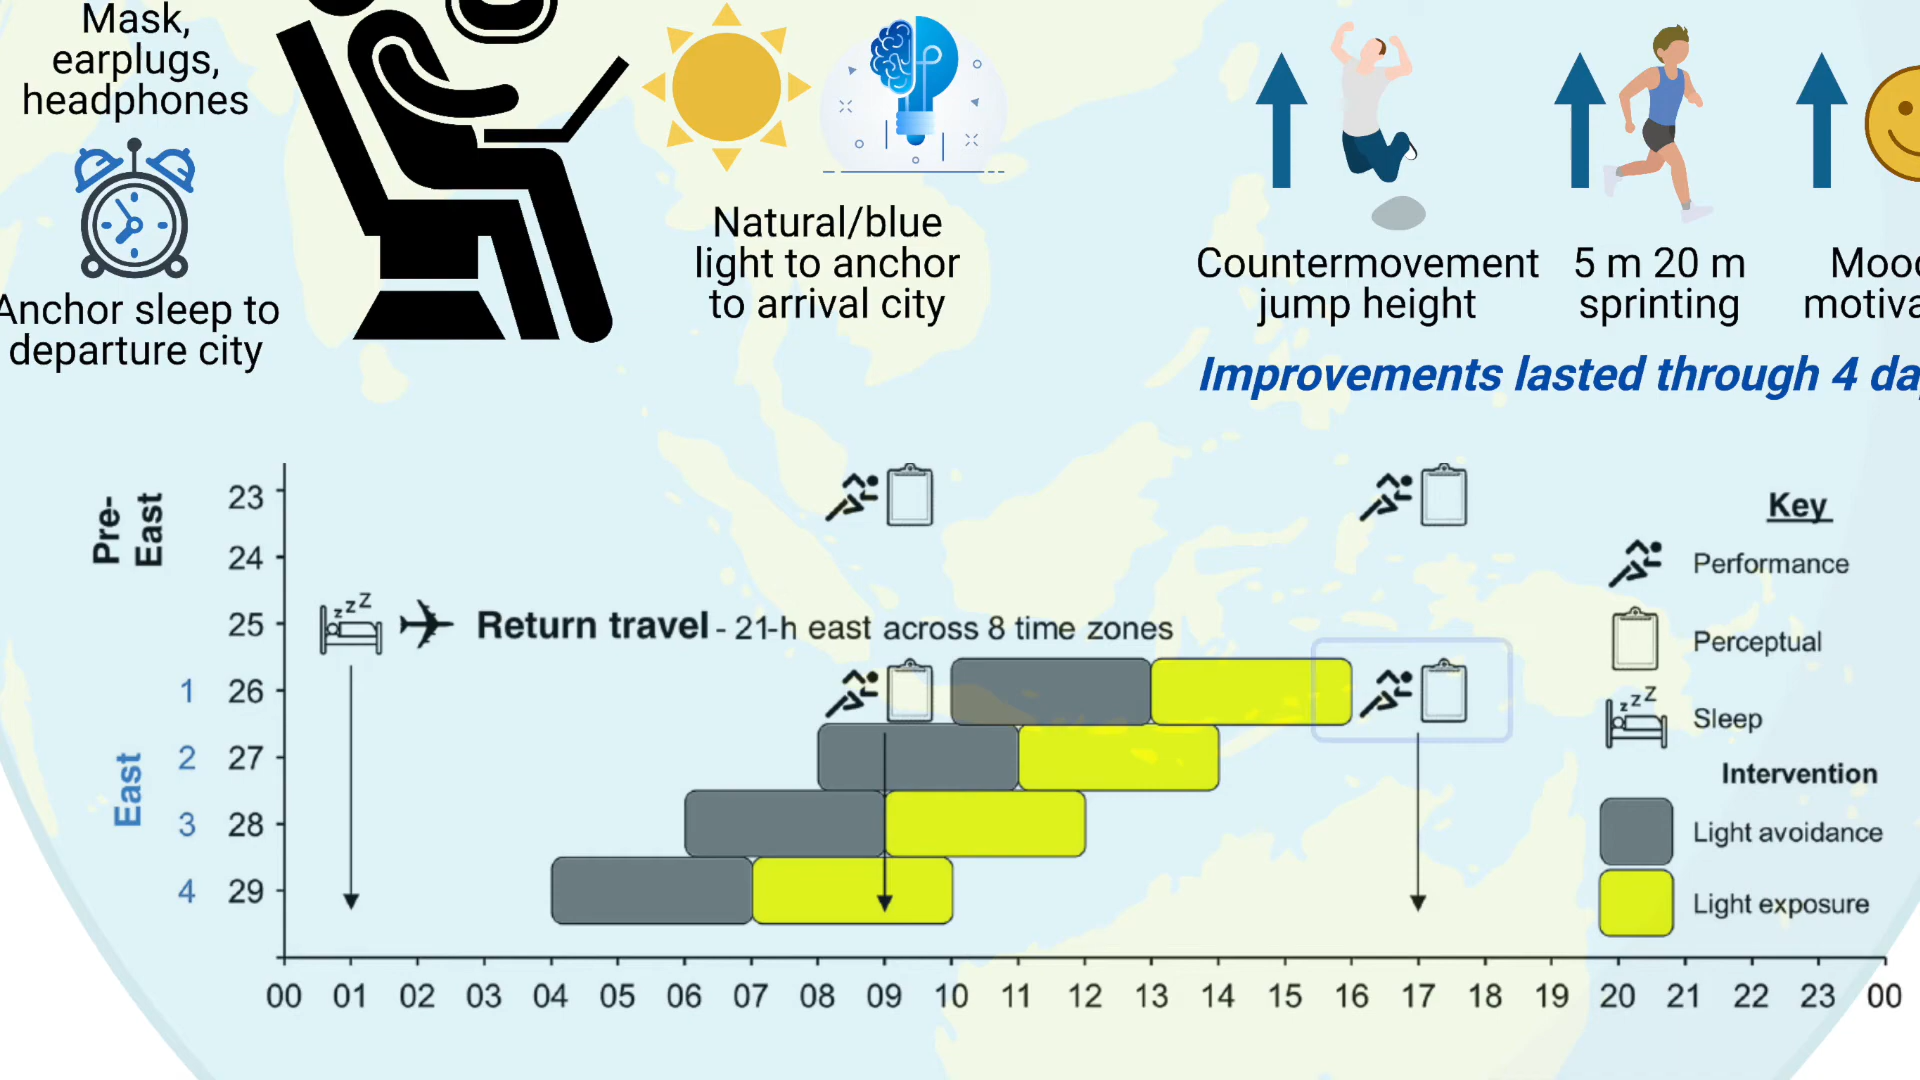 Mask,
earplugs,
headphones
Anchor sleep to
departure city
Natural/blue
light to anchor
to arrival city
Countermovement
jump height
5 m 20 m
sprinting
Improvements lasted through 4
Pre-
East
23
24
25
Return travel - 21-h east across 8 time zones
East
1 26
2 27
3 28
4 29
00 01 02 03 04 05 06 07 08 09 10 11 12 13 14 15 16 17 18 19 20 21 22 23 00
zzZ
Key
Performance
Perceptual
zzZ
Sleep
Intervention
Light avoidance
Light exposure